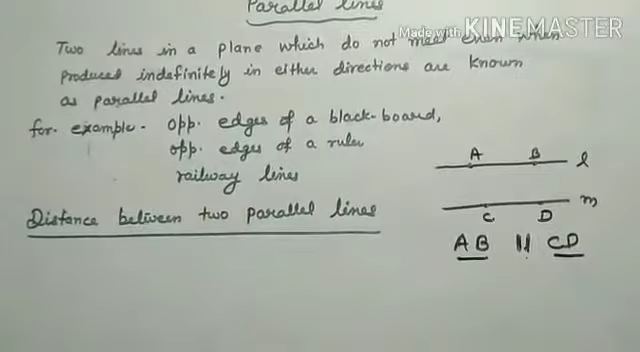 Parallel lines
Made with KINEMASTER
Two lines in a plane which do not meet even when
produced indefinitely in either directions are known
as parallel lines.
for. example - opp. edges of a black-board,
opp. edges of a ruler
railway lines
A B l
Distance between two parallel lines
m
C D
AB || CD